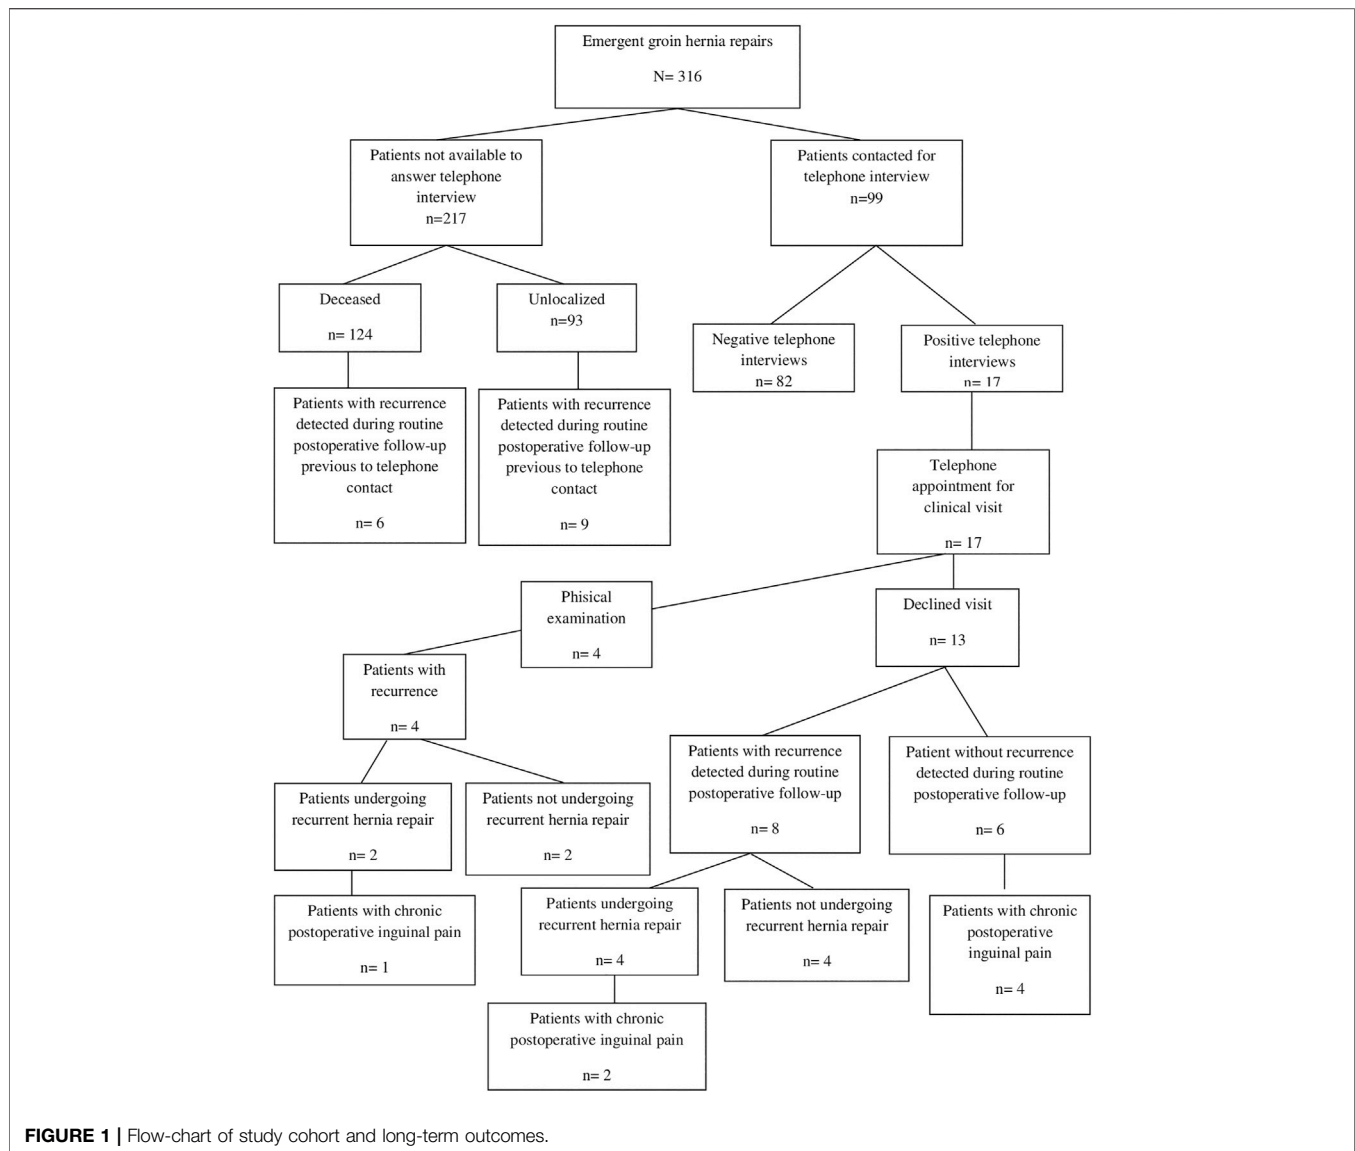 Emergent groin hernia repairs
N= 316
Patients not available to
answer telephone
interview
n=217
Patients contacted for
telephone interview
n=99
Deceased
n= 124
Unlocalized
n=93
Negative telephone
interviews
n= 82
Positive telephone
interviews
n= 17
Patients with recurrence
detected during routine
postoperative follow-up
previous to telephone
contact
n= 6
Patients with recurrence
detected during routine
postoperative follow-up
previous to telephone
contact
n= 9
Telephone
appointment for
clinical visit
n= 17
Phisical
examination
n= 4
Declined visit
n= 13
Patients with
recurrence
n= 4
Patients with recurrence
detected during routine
postoperative follow-up
n= 8
Patient without recurrence
detected during routine
postoperative follow-up
n= 6
Patients undergoing
recurrent hernia repair
n= 2
Patients not undergoing
recurrent hernia repair
n= 2
Patients with chronic
postoperative inguinal pain
n= 1
Patients undergoing
recurrent hernia repair
n= 4
Patients not undergoing
recurrent hernia repair
n= 4
Patients with chronic
postoperative
inguinal pain
n= 4
Patients with chronic
postoperative inguinal pain
n= 2
FIGURE 1 | Flow-chart of study cohort and long-term outcomes.